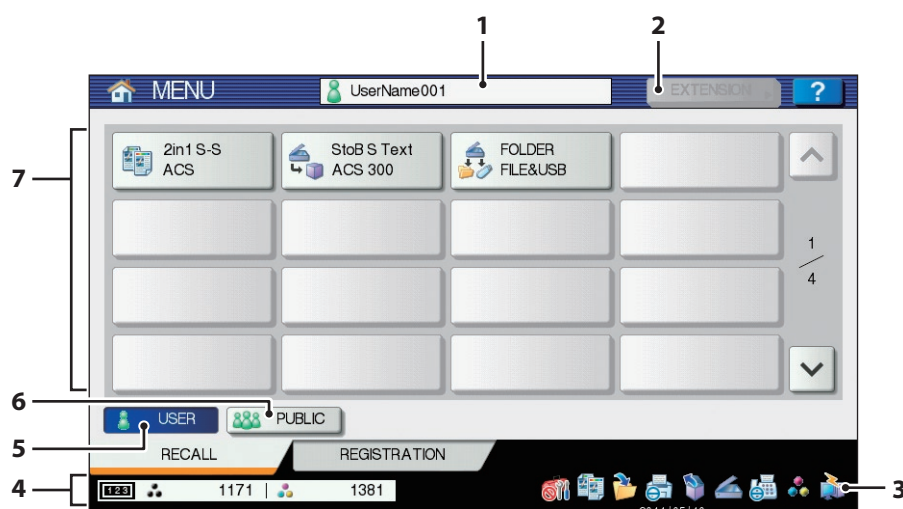 1 2
MENU UserName001 EXTENSION ?
7
2in1 S-S
ACS
StoB S Text
ACS 300
FOLDER
FILE&USB
1
4
6
5
USER PUBLIC
RECALL REGISTRATION
4
123 1171 | 1381
3